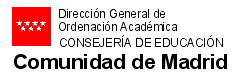 Dirección General de
Ordenación Académica
CONSEJERÍA DE EDUCACIÓN
Comunidad de Madrid